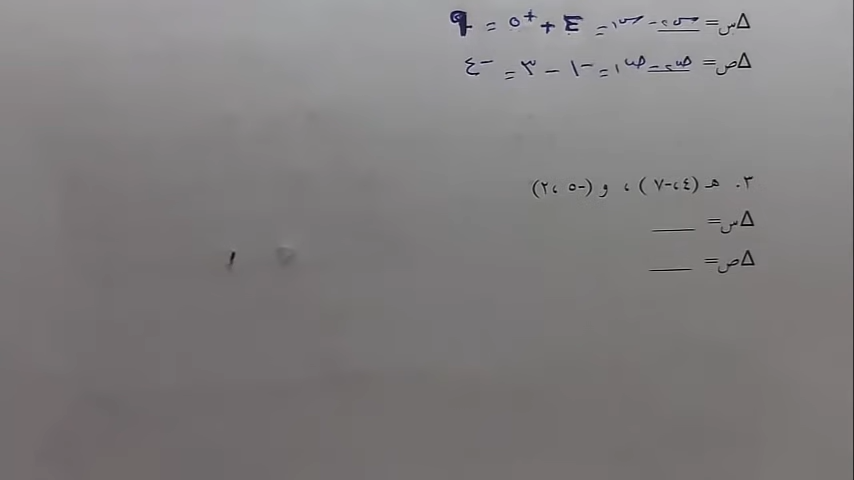 Δس= س٢ - س١ = ٤ + +٥ = ٩
Δص= ص٢ - ص١ = -١ - ٣ = -٤
٣. هـ (٤،-٧) ، و (-٥ ،٢)
Δس= ____
Δص= ____